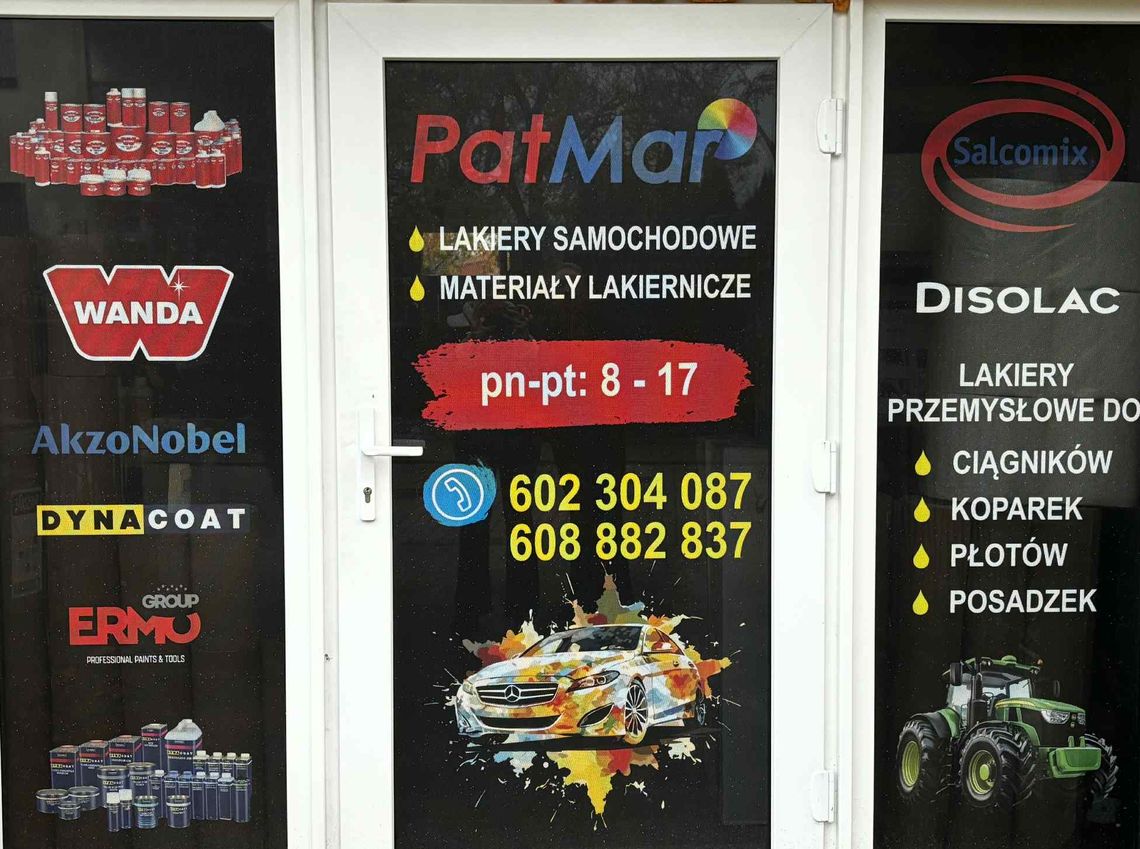 WANDA
AkzoNobel
DYNACOAT
GROUP
ERMO
PROFESSIONAL PAINTS & TOOLS
PatMar
LAKIERY SAMOCHODOWE
MATERIAŁY LAKIERNICZE
pn-pt: 8 - 17
602 304 087
608 882 837
Salcomix
DISOLAC
LAKIERY
PRZEMYSŁOWE DO
CIĄGNIKÓW
KOPAREK
PŁOTÓW
POSADZEK